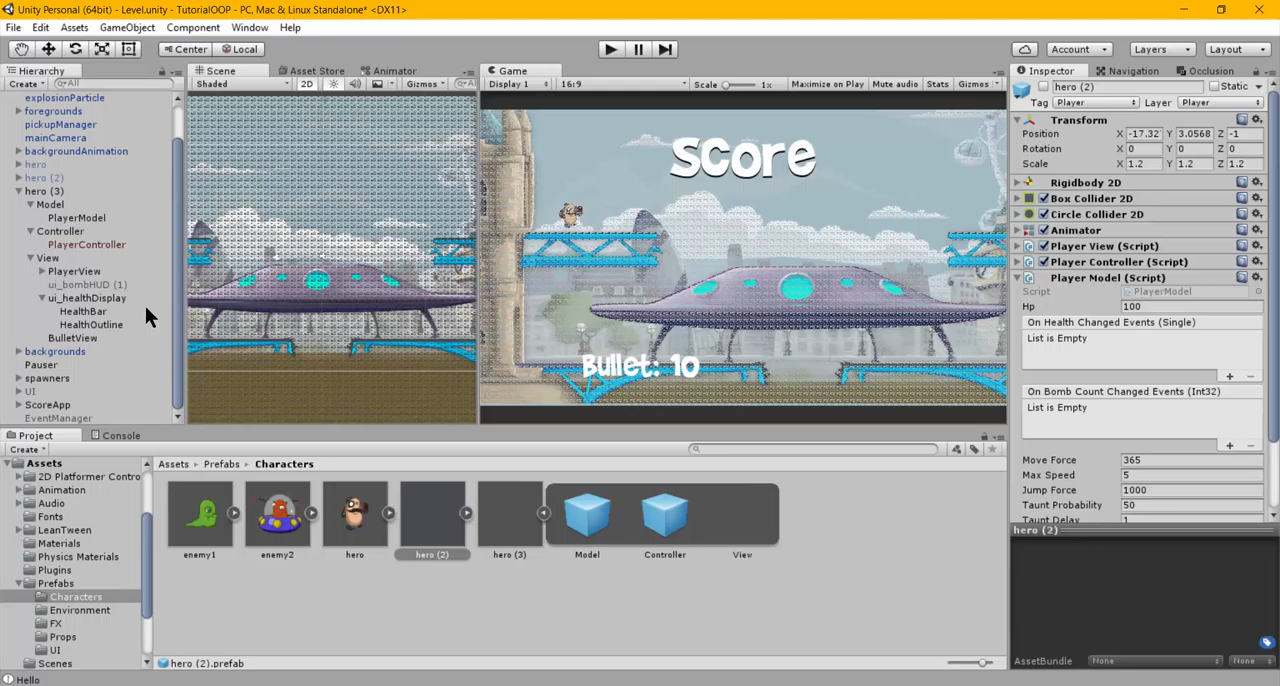 Unity Personal (64bit) - Level.unity - TutorialOOP - PC, Mac & Linux Standalone* <DX11>
File Edit Assets GameObject Component Window Help
Center Local Account Layers Layout
Hierarchy Scene Asset Store Animator Game Inspector Navigation Occlusion
Create All Shaded 2D Gizmos Display 1 16:9 Scale 1x Maximize on Play Mute audio Stats Gizmos hero (2) Static
Tag Player Layer Player
explosionParticle
foregrounds
pickupManager
mainCamera
backgroundAnimation
hero
hero (2)
hero (3)
Model
PlayerModel
Controller
PlayerController
View
PlayerView
ui_bombHUD (1)
ui_healthDisplay
HealthBar
HealthOutline
BulletView
backgrounds
Pauser
spawners
UI
ScoreApp
EventManager
Score
Bullet: 10
Transform
Position X -17.32 Y 3.0568 Z -1
Rotation X 0 Y 0 Z 0
Scale X 1.2 Y 1.2 Z 1.2
Rigidbody 2D
Box Collider 2D
Circle Collider 2D
Animator
Player View (Script)
Player Controller (Script)
Player Model (Script)
Script PlayerModel
Hp 100
On Health Changed Events (Single)
List is Empty
On Bomb Count Changed Events (Int32)
List is Empty
Move Force 365
Max Speed 5
Jump Force 1000
Taunt Probability 50
Taunt Delay 1
hero (2)
AssetBundle None None
Project Console
Create
Assets
2D Platformer Contro
Animation
Audio
Fonts
LeanTween
Materials
Physics Materials
Plugins
Prefabs
Characters
Environment
FX
Props
UI
Scenes
Assets Prefabs Characters
enemy1 enemy2 hero hero (2) hero (3) Model Controller View
hero (2).prefab
Hello